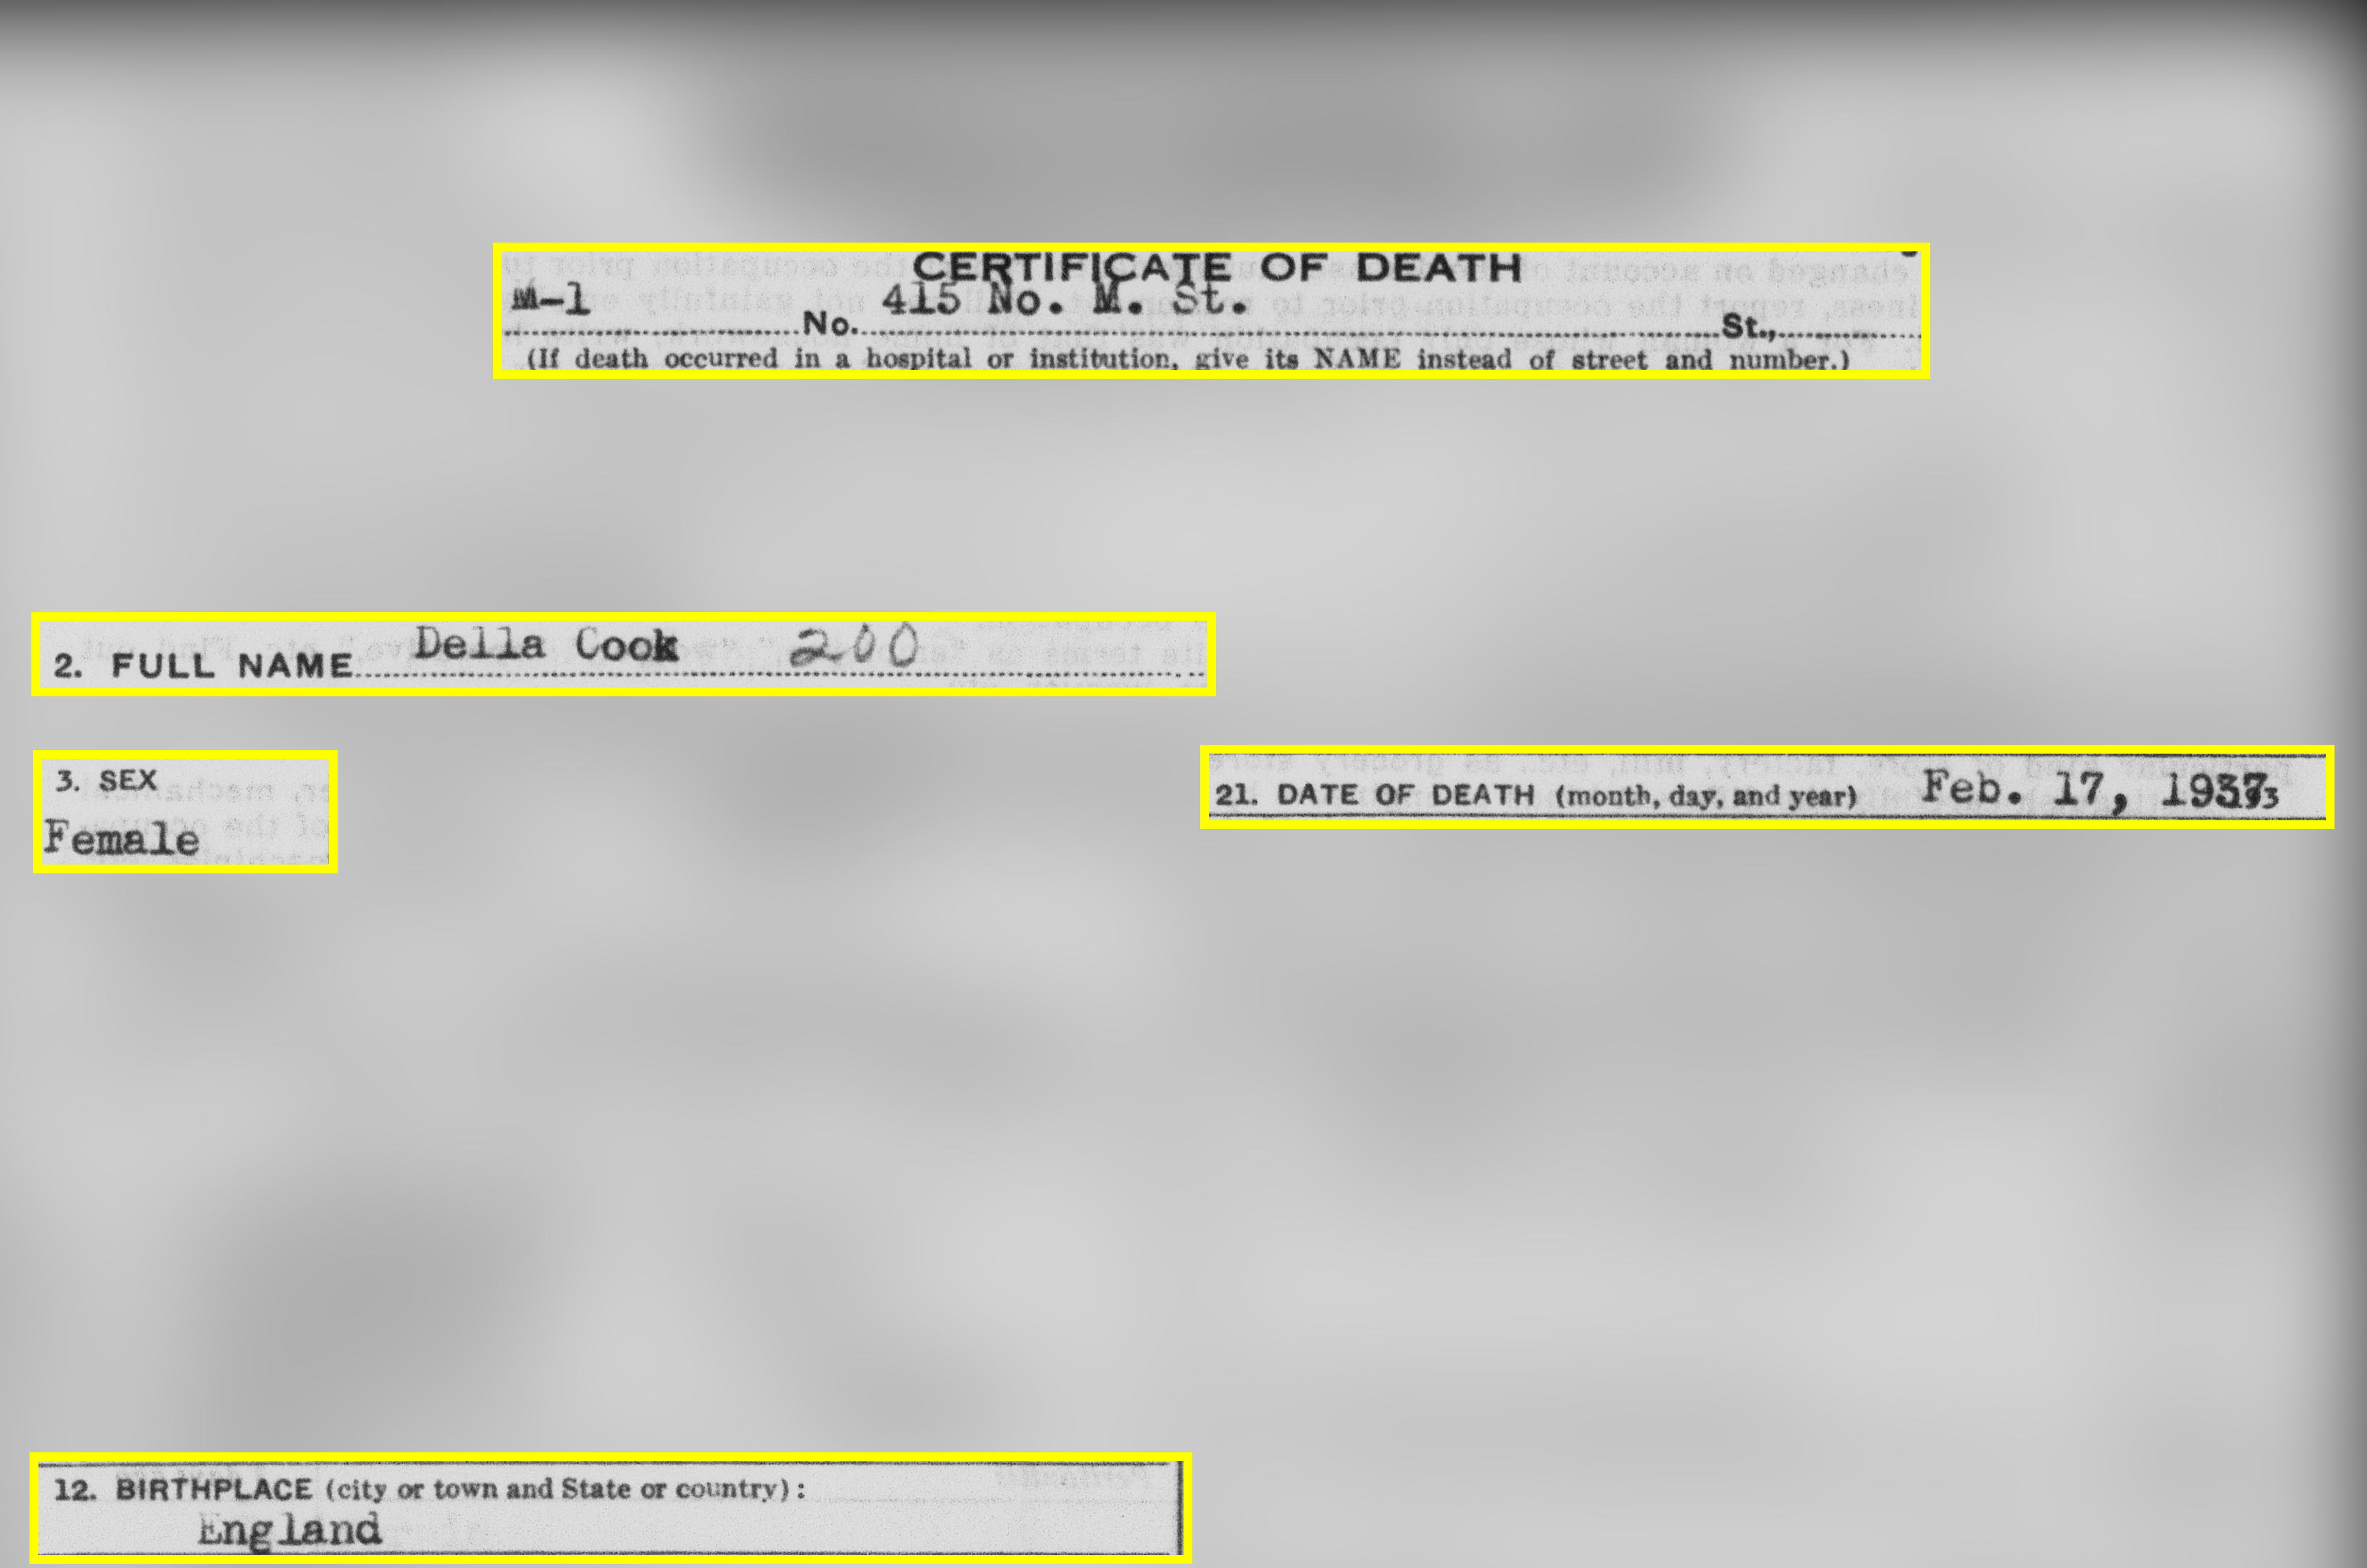 CERTIFICATE OF DEATH
M-1 No. 415 No. M. St. St.,
(If death occurred in a hospital or institution, give its NAME instead of street and number.)
2. FULL NAME Della Cook 200
3. SEX
Female
21. DATE OF DEATH (month, day, and year) Feb. 17, 1937
12. BIRTHPLACE (city or town and State or country):
England